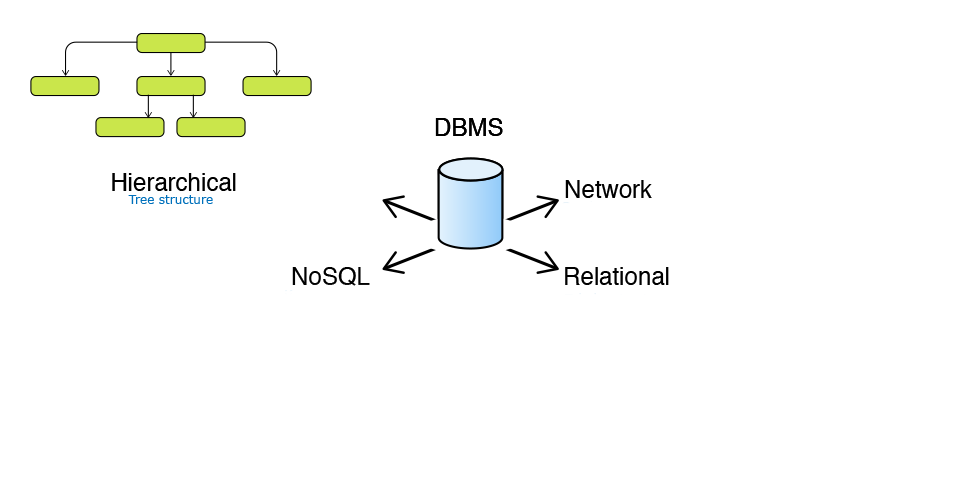 DBMS
Hierarchical
Tree structure
Network
NoSQL
Relational